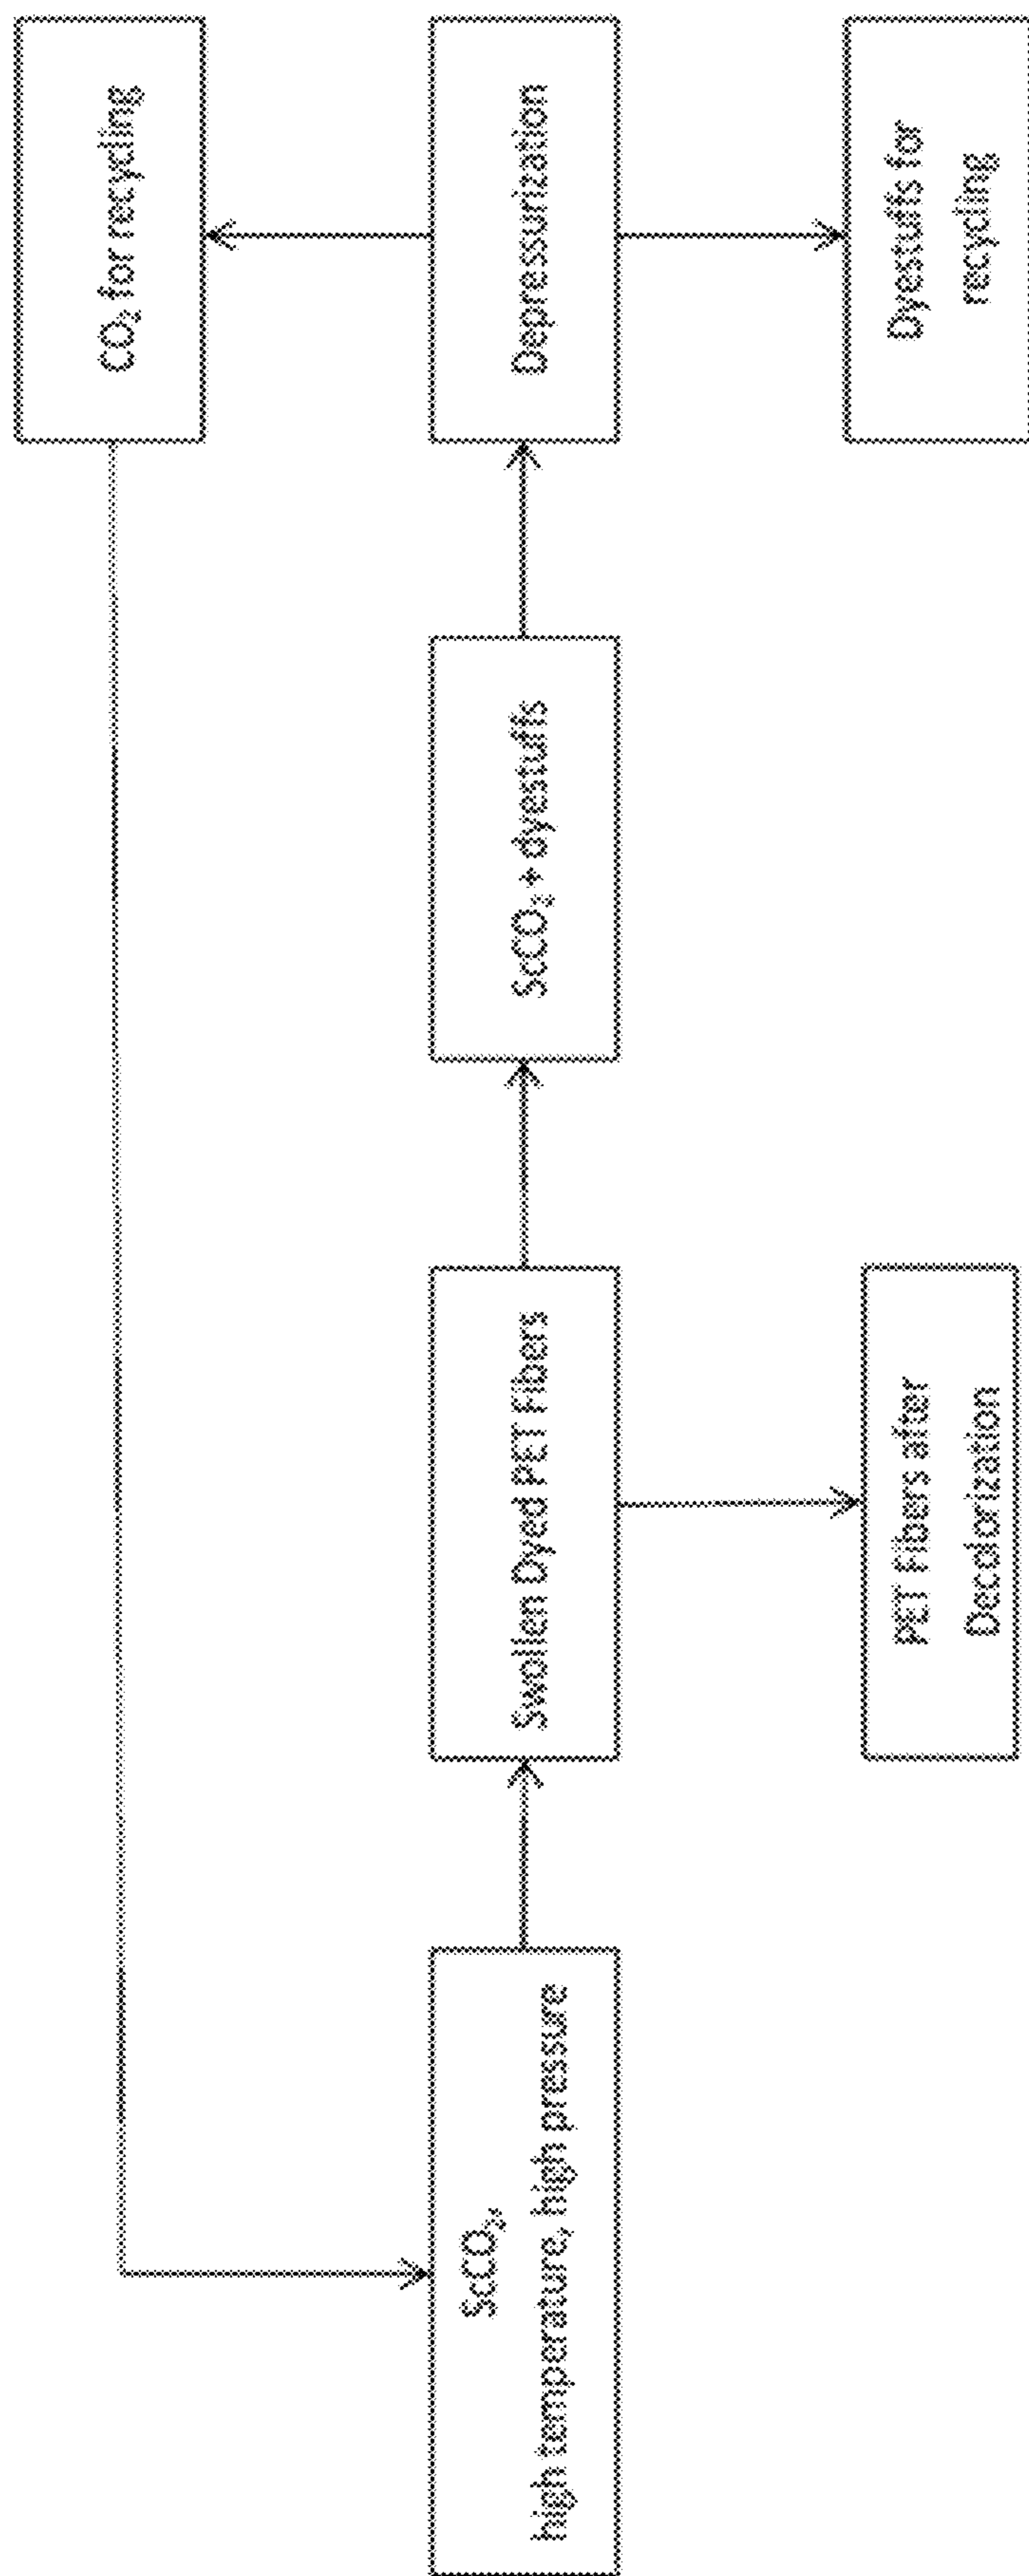 CO₂ for recycling
ScCO₂,
high temperature, high pressure
Swollen Dyed PET Fibers
ScCO₂ + dyestuffs
Depressurization
PET Fibers after
Decolorization
Dyestuffs for
recycling